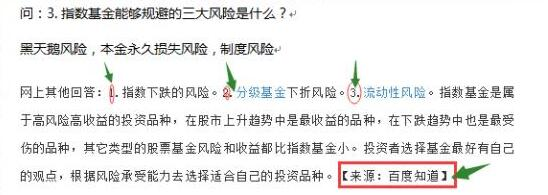 问：3. 指数基金能够规避的三大风险是什么？
黑天鹅风险，本金永久损失风险，制度风险
网上其他回答：1.指数下跌的风险。2.分级基金下折风险。3.流动性风险。指数基金是属
于高风险高收益的投资品种，在股市上升趋势中是最收益的品种，在下跌趋势中也是最受
伤的品种，其它类型的股票基金风险和收益都比指数基金小。投资者选择基金最好有自己
的观点，根据风险承受能力去选择适合自己的投资品种。【来源：百度知道】